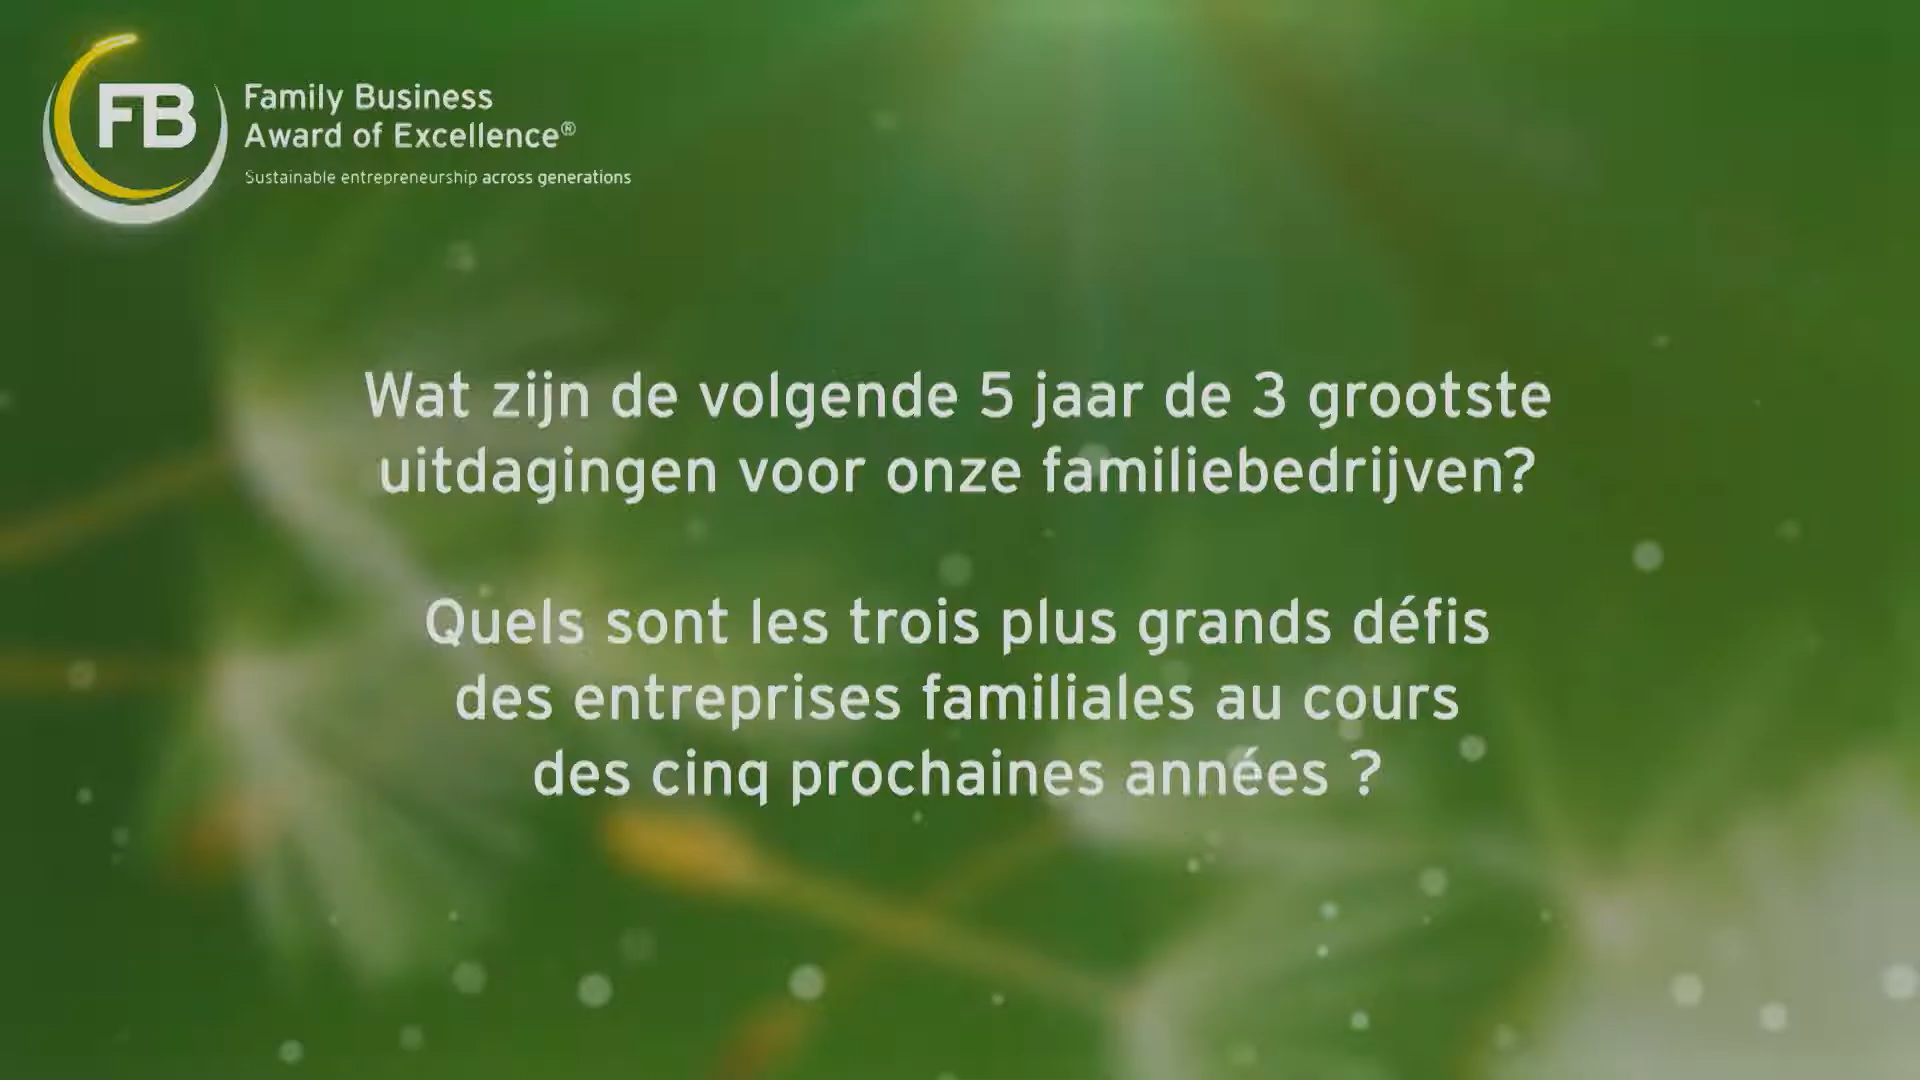 FB
Family Business
Award of Excellence®
Sustainable entrepreneurship across generations
Wat zijn de volgende 5 jaar de 3 grootste
uitdagingen voor onze familiebedrijven?
Quels sont les trois plus grands défis
des entreprises familiales au cours
des cinq prochaines années ?